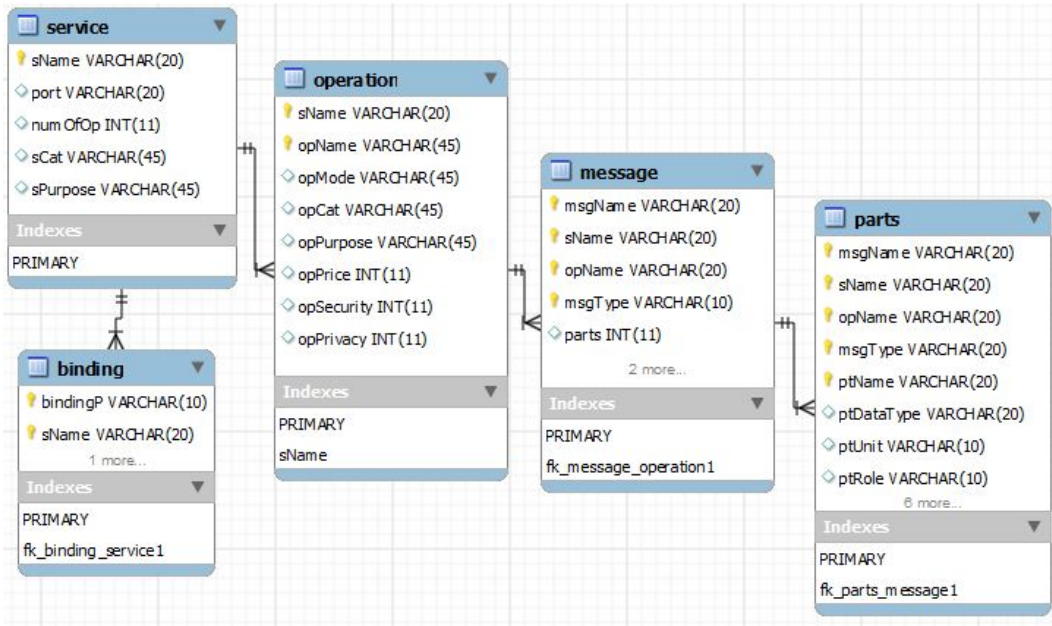 service
sName VARCHAR(20)
port VARCHAR(20)
numOfOp INT(11)
sCat VARCHAR(45)
sPurpose VARCHAR(45)
Indexes
PRIMARY
binding
bindingP VARCHAR(10)
sName VARCHAR(20)
1 more...
Indexes
PRIMARY
fk_binding_service1
operation
sName VARCHAR(20)
opName VARCHAR(45)
opMode VARCHAR(45)
opCat VARCHAR(45)
opPurpose VARCHAR(45)
opPrice INT(11)
opSecurity INT(11)
opPrivacy INT(11)
Indexes
PRIMARY
sName
message
msgName VARCHAR(20)
sName VARCHAR(20)
opName VARCHAR(20)
msgType VARCHAR(10)
parts INT(11)
2 more...
Indexes
PRIMARY
fk_message_operation1
parts
msgName VARCHAR(20)
sName VARCHAR(20)
opName VARCHAR(20)
msgType VARCHAR(20)
ptName VARCHAR(20)
ptDataType VARCHAR(20)
ptUnit VARCHAR(10)
ptRole VARCHAR(10)
6 more...
Indexes
PRIMARY
fk_parts_message1